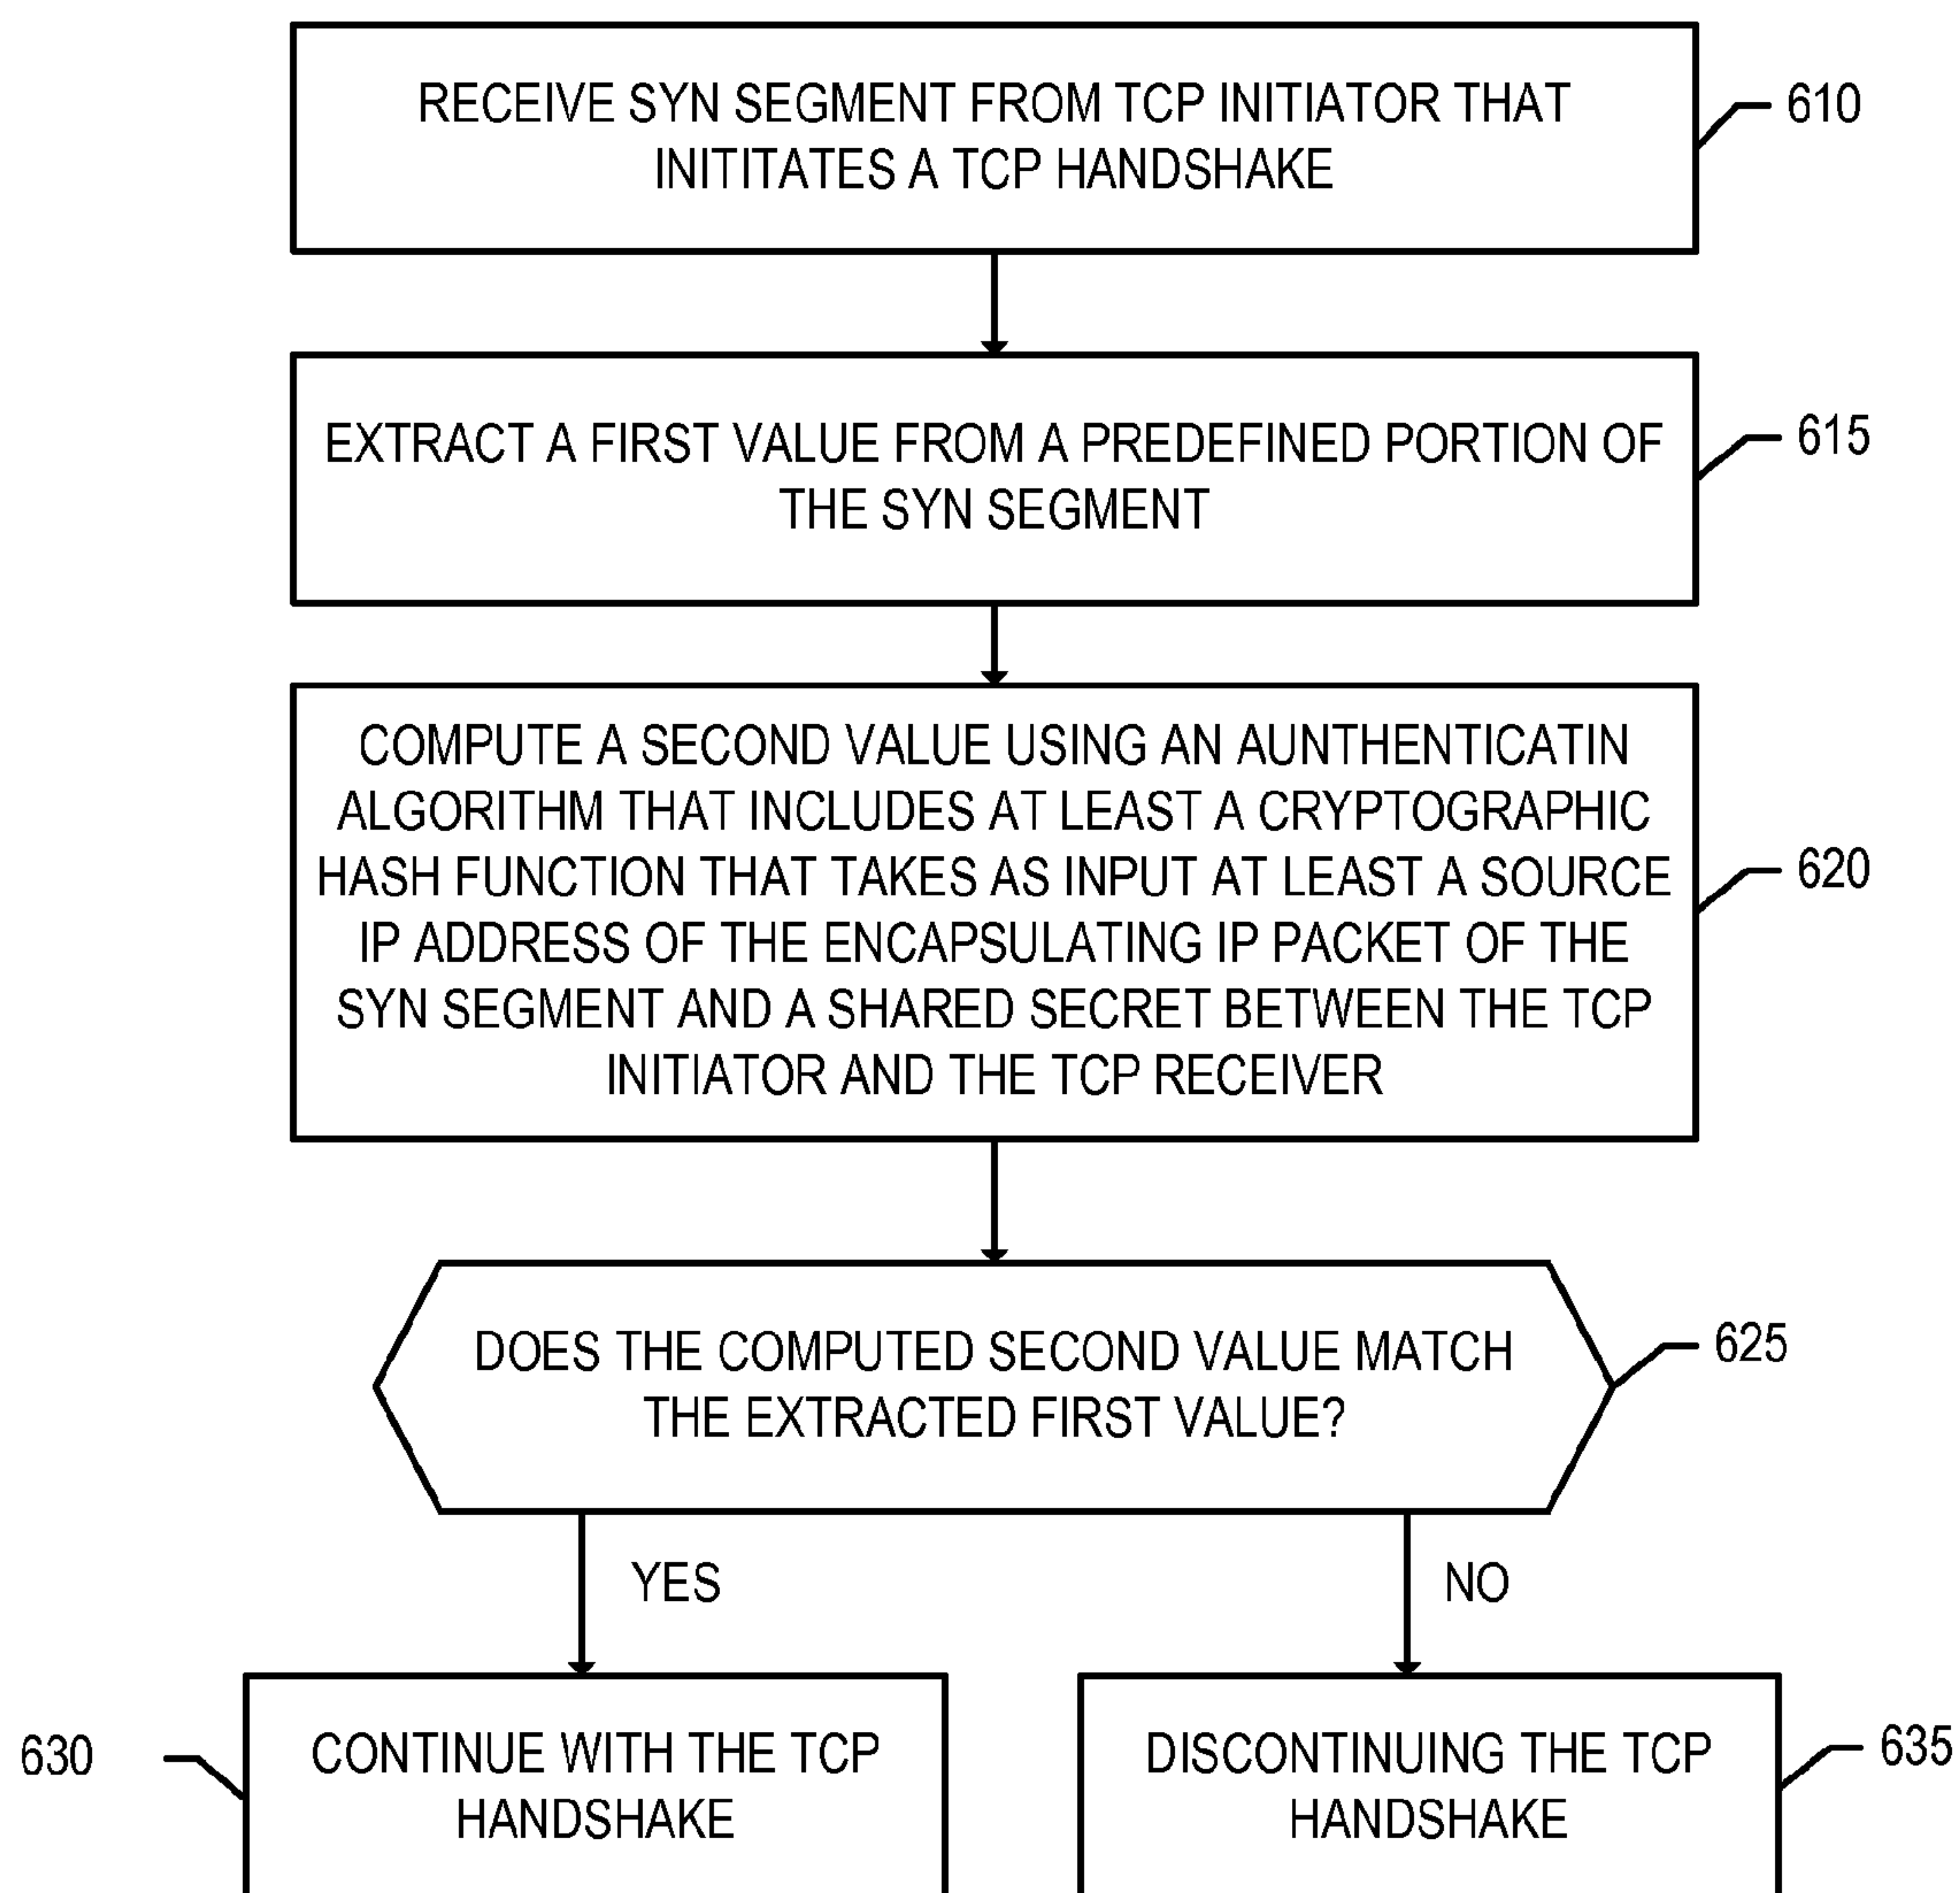 RECEIVE SYN SEGMENT FROM TCP INITIATOR THAT
INITITATES A TCP HANDSHAKE
610
EXTRACT A FIRST VALUE FROM A PREDEFINED PORTION OF
THE SYN SEGMENT
615
COMPUTE A SECOND VALUE USING AN AUNTHENTICATIN
ALGORITHM THAT INCLUDES AT LEAST A CRYPTOGRAPHIC
HASH FUNCTION THAT TAKES AS INPUT AT LEAST A SOURCE
IP ADDRESS OF THE ENCAPSULATING IP PACKET OF THE
SYN SEGMENT AND A SHARED SECRET BETWEEN THE TCP
INITIATOR AND THE TCP RECEIVER
620
DOES THE COMPUTED SECOND VALUE MATCH
THE EXTRACTED FIRST VALUE?
625
YES
NO
630
CONTINUE WITH THE TCP
HANDSHAKE
DISCONTINUING THE TCP
HANDSHAKE
635